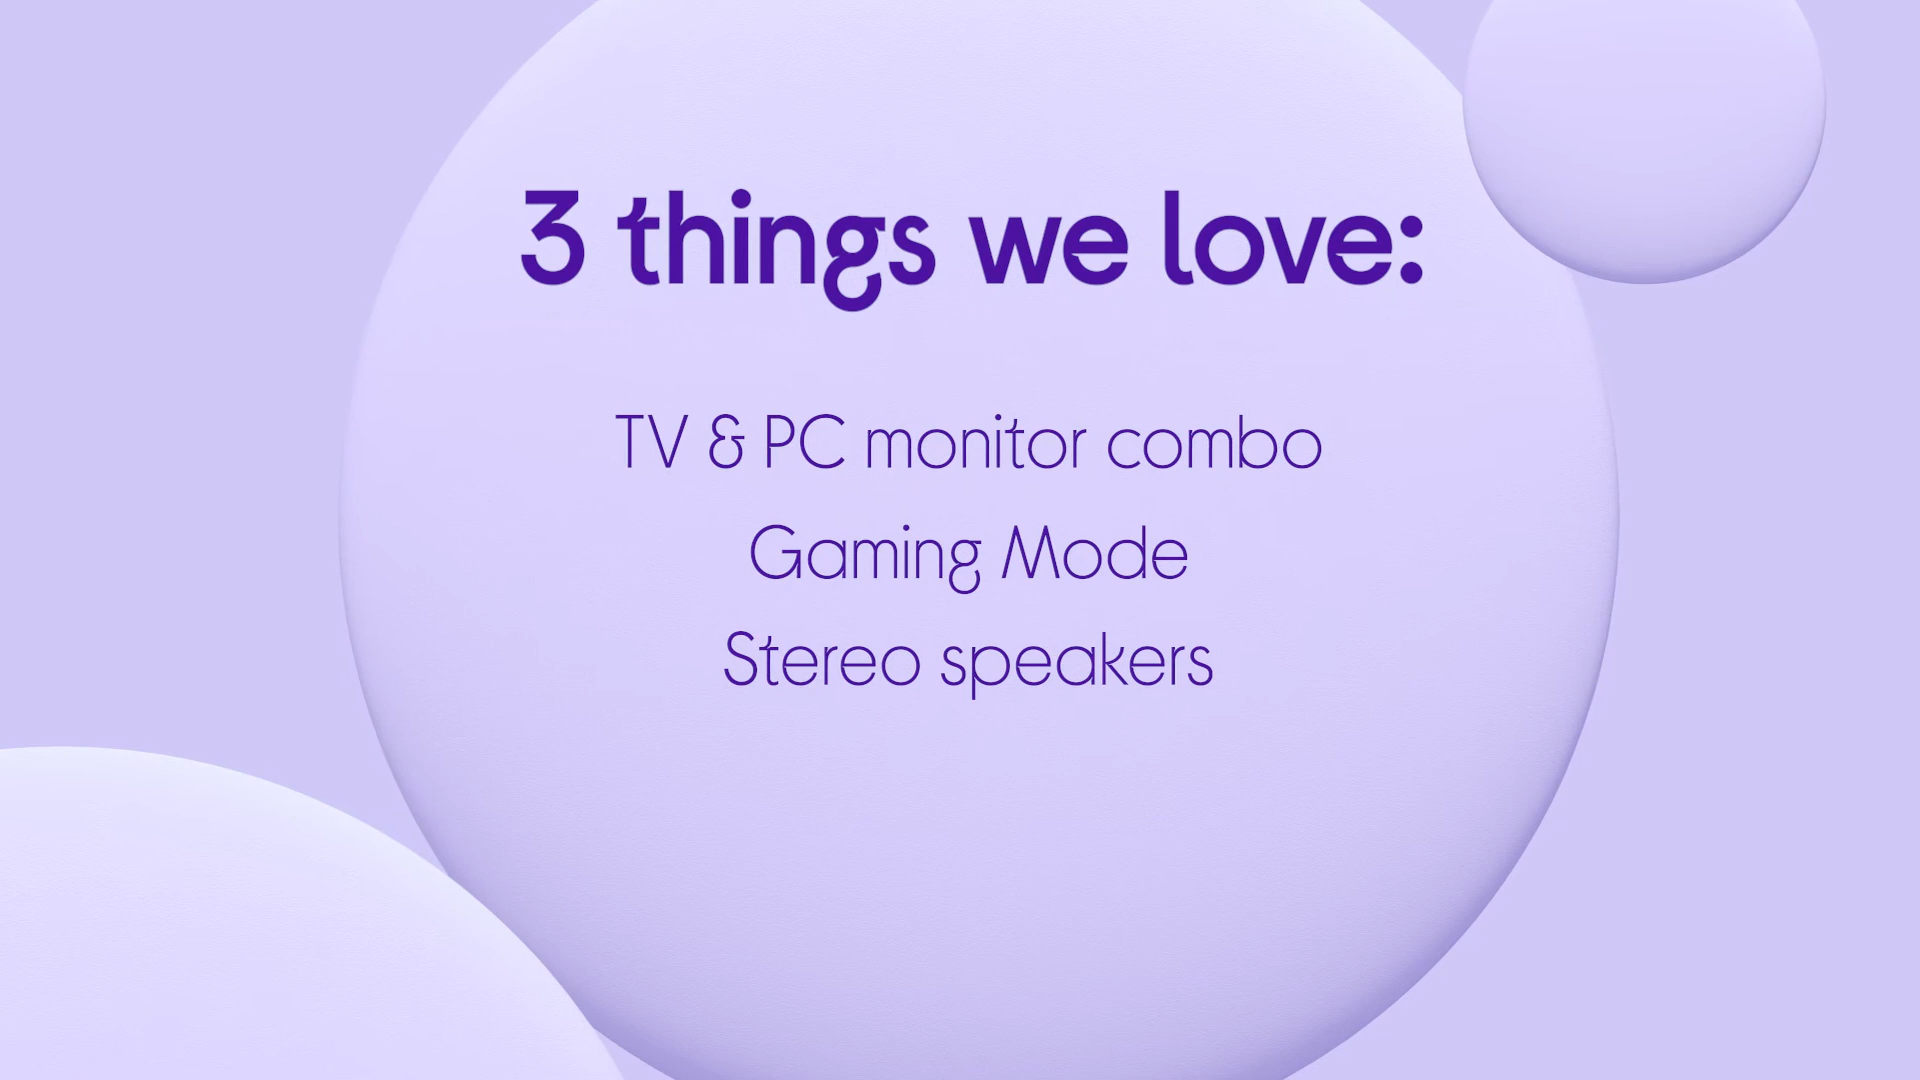 3 things we love:
TV & PC monitor combo
Gaming Mode
Stereo speakers